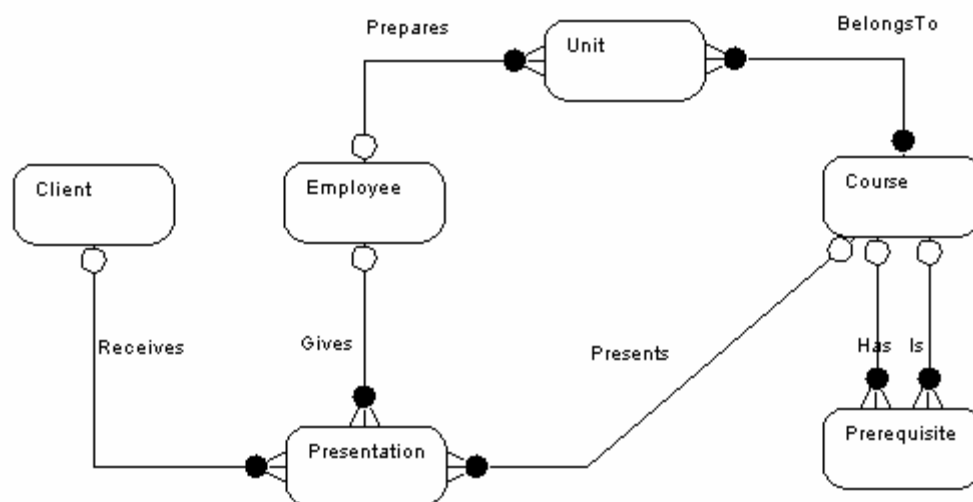 Prepares
Unit
BelongsTo
Client
Employee
Course
Receives
Gives
Presents
Has
Is
Presentation
Prerequisite